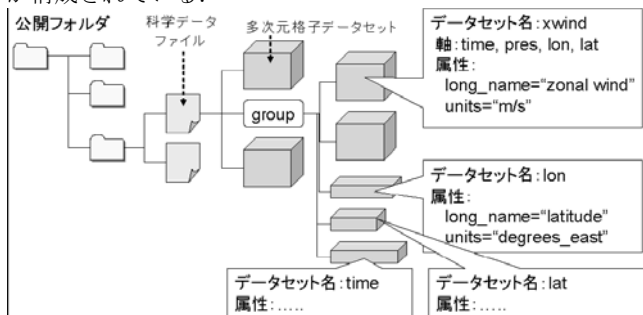 が構成されている.
公開フォルダ
科学データ
ファイル
多次元格子データセット
group
データセット名:xwind
軸:time, pres, lon, lat
属性:
long_name="zonal wind"
units="m/s"
データセット名:lon
属性:
long_name="latitude"
units="degrees_east"
データセット名:time
属性:.....
データセット名:lat
属性:.....